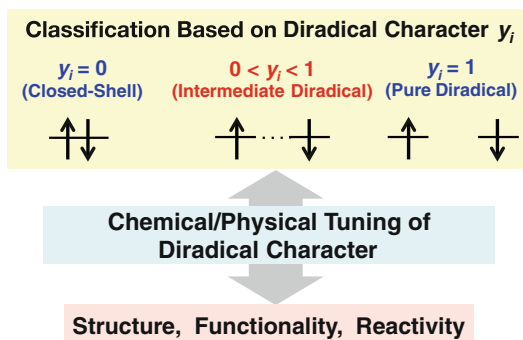 Classification Based on Diradical Character yi
yi = 0 0 < yi < 1 yi = 1
(Closed-Shell) (Intermediate Diradical) (Pure Diradical)
Chemical/Physical Tuning of
Diradical Character
Structure, Functionality, Reactivity